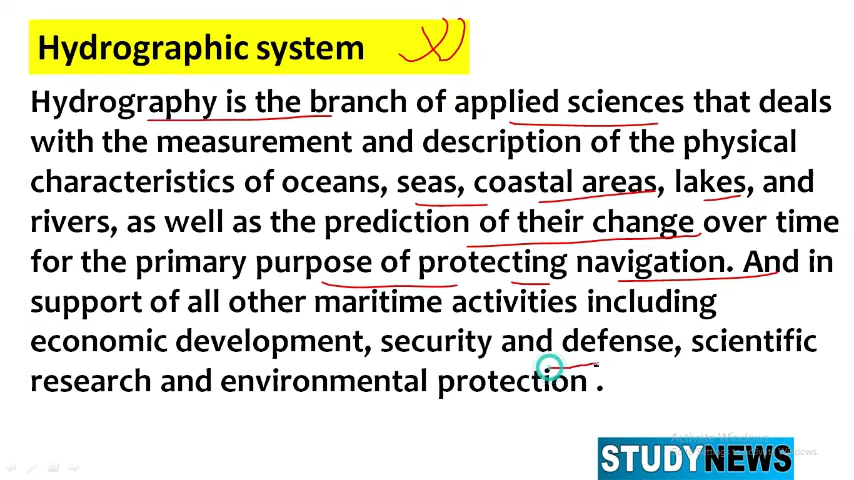 Hydrographic system
Hydrography is the branch of applied sciences that deals
with the measurement and description of the physical
characteristics of oceans, seas, coastal areas, lakes, and
rivers, as well as the prediction of their change over time
for the primary purpose of protecting navigation. And in
support of all other maritime activities including
economic development, security and defense, scientific
research and environmental protection .
Activate Windows
STUDYNEWS